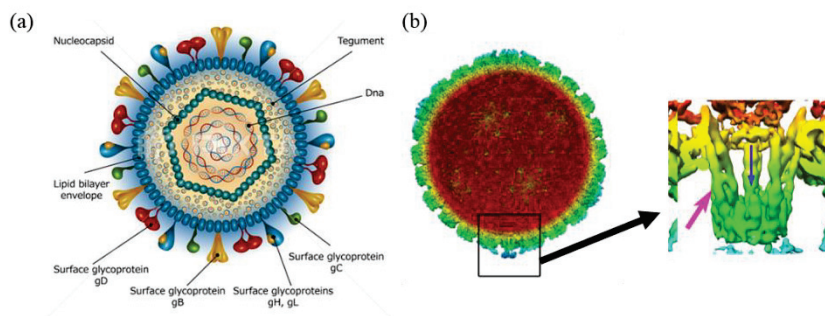 (a)
Nucleocapsid
Tegument
Dna
Lipid bilayer
envelope
Surface glycoprotein
gD
Surface glycoprotein
gB
Surface glycoproteins
gH, gL
Surface glycoprotein
gC
(b)